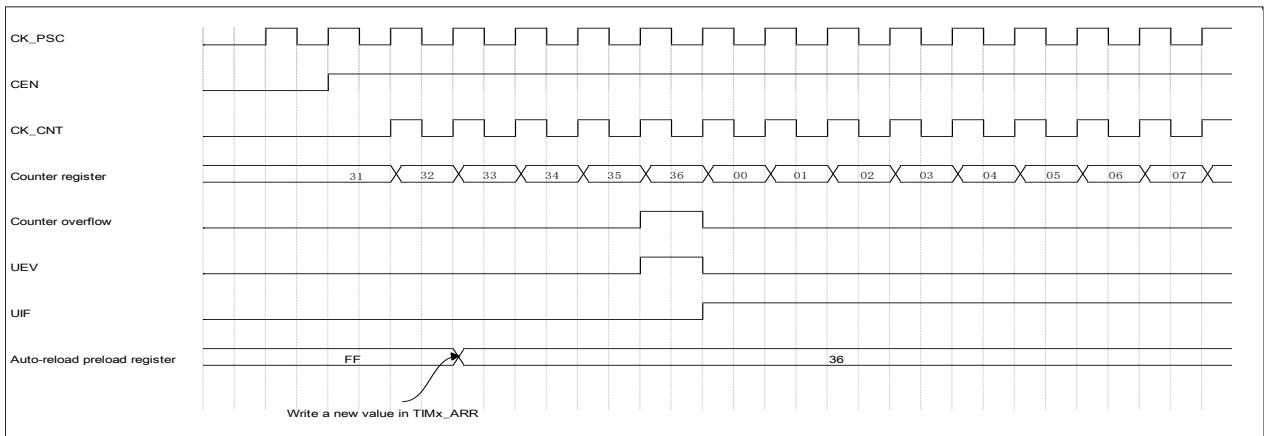 CK_PSC
CEN
CK_CNT
Counter register 31 32 33 34 35 36 00 01 02 03 04 05 06 07
Counter overflow
UEV
UIF
Auto-reload preload register FF 36
Write a new value in TIMx_ARR